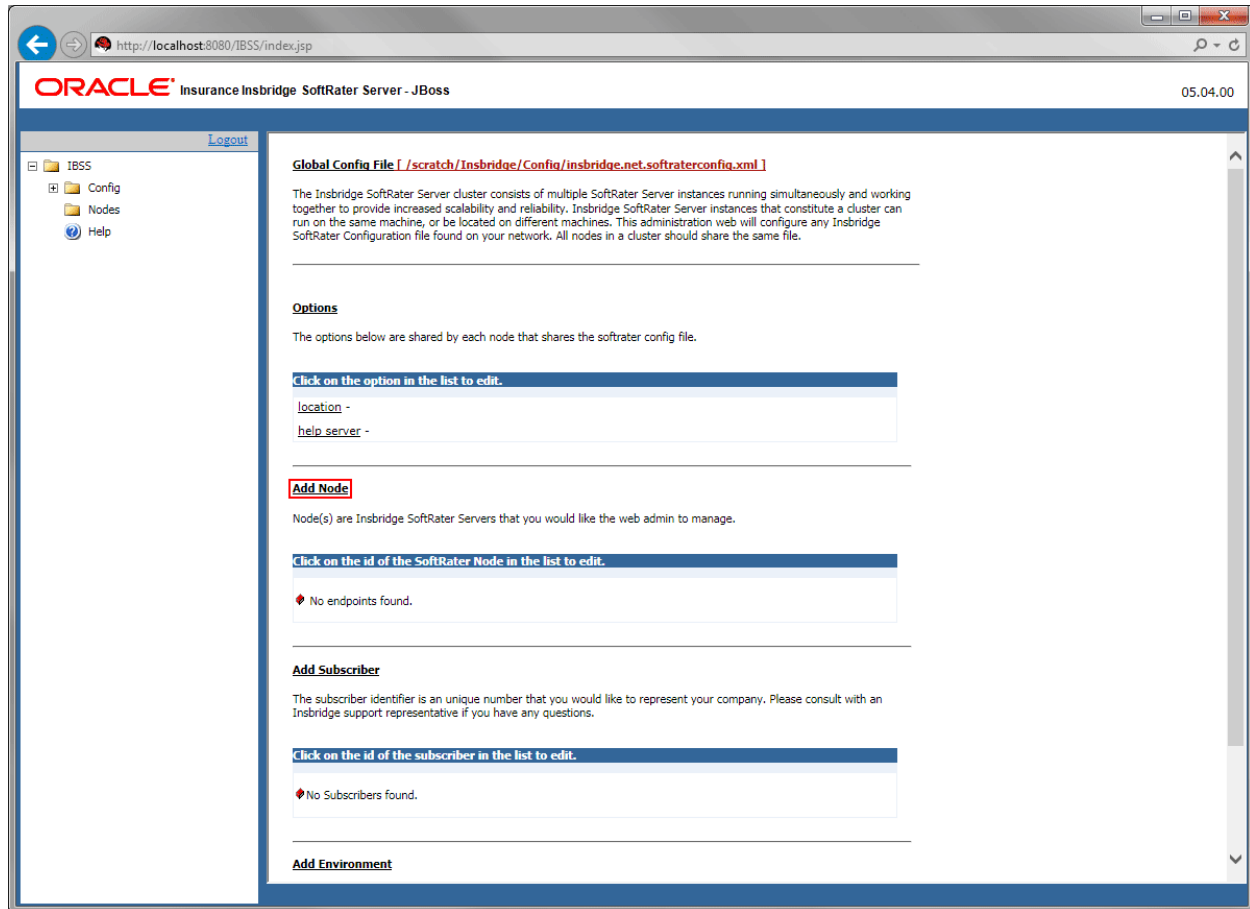 http://localhost:8080/IBSS/index.jsp
ORACLE® Insurance Insbridge SoftRater Server - JBoss
05.04.00
Logout
IBSS
Config
Nodes
Help
Global Config File [ /scratch/Insbridge/Config/insbridge.net.softraterconfig.xml ]
The Insbridge SoftRater Server cluster consists of multiple SoftRater Server instances running simultaneously and working
together to provide increased scalability and reliability. Insbridge SoftRater Server instances that constitute a cluster can
run on the same machine, or be located on different machines. This administration web will configure any Insbridge
SoftRater Configuration file found on your network. All nodes in a cluster should share the same file.
Options
The options below are shared by each node that shares the softrater config file.
Click on the option in the list to edit.
location -
help server -
Add Node
Node(s) are Insbridge SoftRater Servers that you would like the web admin to manage.
Click on the id of the SoftRater Node in the list to edit.
No endpoints found.
Add Subscriber
The subscriber identifier is an unique number that you would like to represent your company. Please consult with an
Insbridge support representative if you have any questions.
Click on the id of the subscriber in the list to edit.
No Subscribers found.
Add Environment